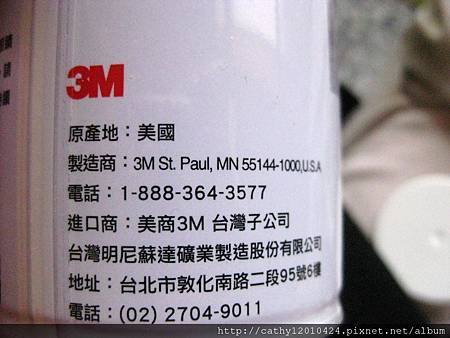 3M
原產地：美國
製造商：3M St. Paul, MN 55144-1000,U.S.A
電話：1-888-364-3577
進口商：美商3M 台灣子公司
台灣明尼蘇達礦業製造股份有限公司
地址：台北市敦化南路二段95號6樓
電話：(02) 2704-9011
http://cathy12010424.pixnet.net/album